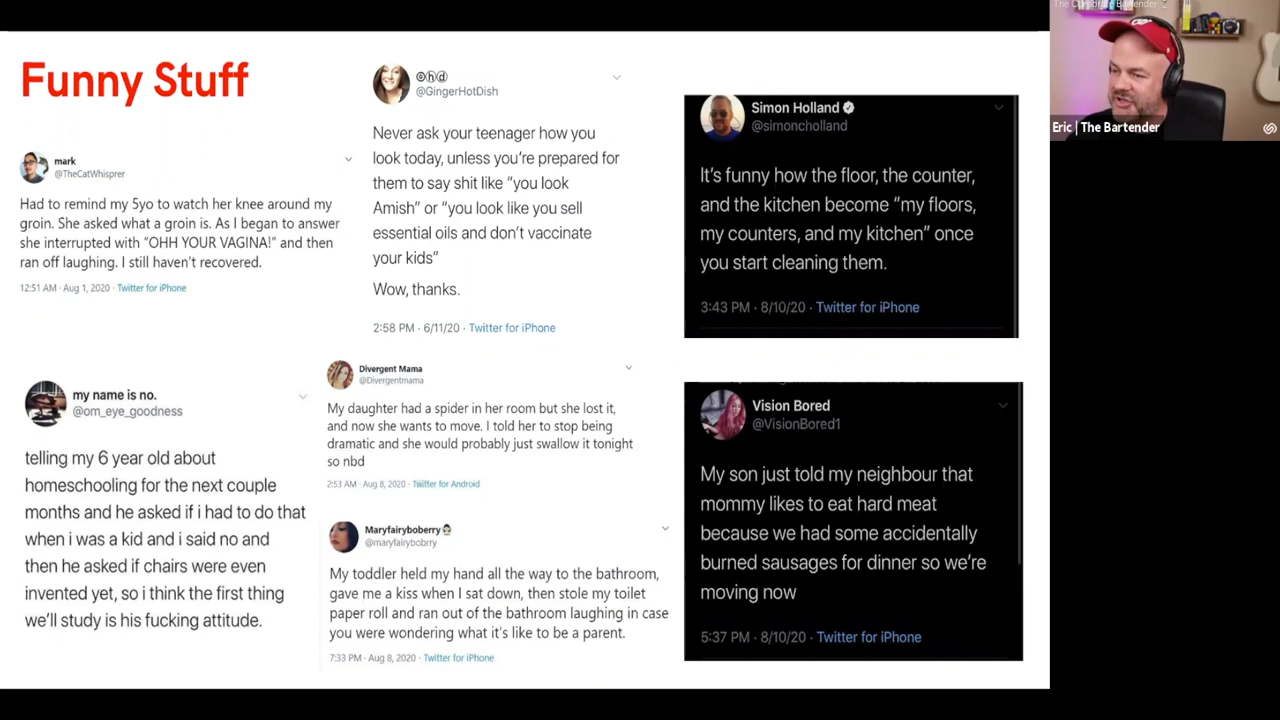 Funny Stuff
mark
@TheCatWhisprer
Had to remind my 5yo to watch her knee around my
groin. She asked what a groin is. As I began to answer
she interrupted with “OHH YOUR VAGINA!” and then
ran off laughing. I still haven’t recovered.
12:51 AM · Aug 1, 2020 · Twitter for iPhone
ⓒⓗⓓ
@GingerHotDish
Never ask your teenager how you
look today, unless you’re prepared for
them to say shit like “you look
Amish” or “you look like you sell
essential oils and don’t vaccinate
your kids”
Wow, thanks.
2:58 PM · 6/11/20 · Twitter for iPhone
Simon Holland
@simoncholland
It’s funny how the floor, the counter,
and the kitchen become “my floors,
my counters, and my kitchen” once
you start cleaning them.
3:43 PM · 8/10/20 · Twitter for iPhone
my name is no.
@om_eye_goodness
telling my 6 year old about
homeschooling for the next couple
months and he asked if i had to do that
when i was a kid and i said no and
then he asked if chairs were even
invented yet, so i think the first thing
we’ll study is his fucking attitude.
Divergent Mama
@Divergentmama
My daughter had a spider in her room but she lost it,
and now she wants to move. I told her to stop being
dramatic and she would probably just swallow it tonight
so nbd
2:53 AM · Aug 8, 2020 · Twitter for Android
Maryfairyboberry
@maryfairybobrry
My toddler held my hand all the way to the bathroom,
gave me a kiss when I sat down, then stole my toilet
paper roll and ran out of the bathroom laughing in case
you were wondering what it’s like to be a parent.
7:33 PM · Aug 8, 2020 · Twitter for iPhone
Vision Bored
@VisionBored1
My son just told my neighbour that
mommy likes to eat hard meat
because we had some accidentally
burned sausages for dinner so we’re
moving now
5:37 PM · 8/10/20 · Twitter for iPhone
The Corporate Bartender
Eric | The Bartender